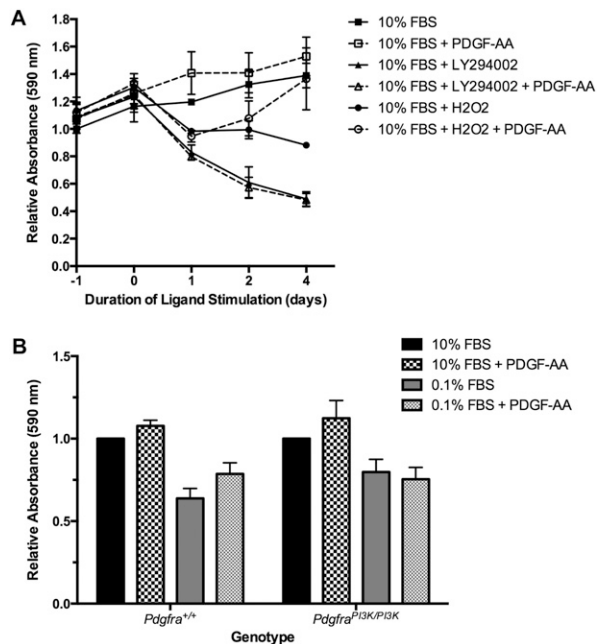 A
Relative Absorbance (590 nm)
1.8
1.6
1.4
1.2
1.0
0.8
0.6
0.4
0.2
0.0
-1
0
1
2
4
Duration of Ligand Stimulation (days)
10% FBS
10% FBS + PDGF-AA
10% FBS + LY294002
10% FBS + LY294002 + PDGF-AA
10% FBS + H2O2
10% FBS + H2O2 + PDGF-AA
B
Relative Absorbance (590 nm)
1.5
1.0
0.5
0.0
Pdgfra+/+
PdgfraPI3K/PI3K
Genotype
10% FBS
10% FBS + PDGF-AA
0.1% FBS
0.1% FBS + PDGF-AA